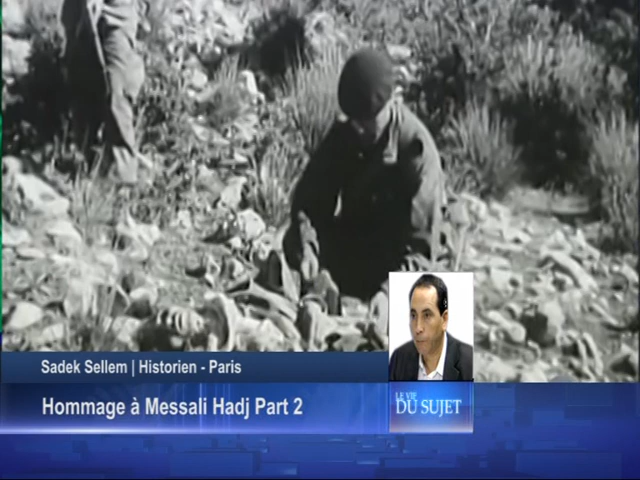 Sadek Sellem | Historien - Paris
Hommage à Messali Hadj Part 2
LE VIF
DU SUJET